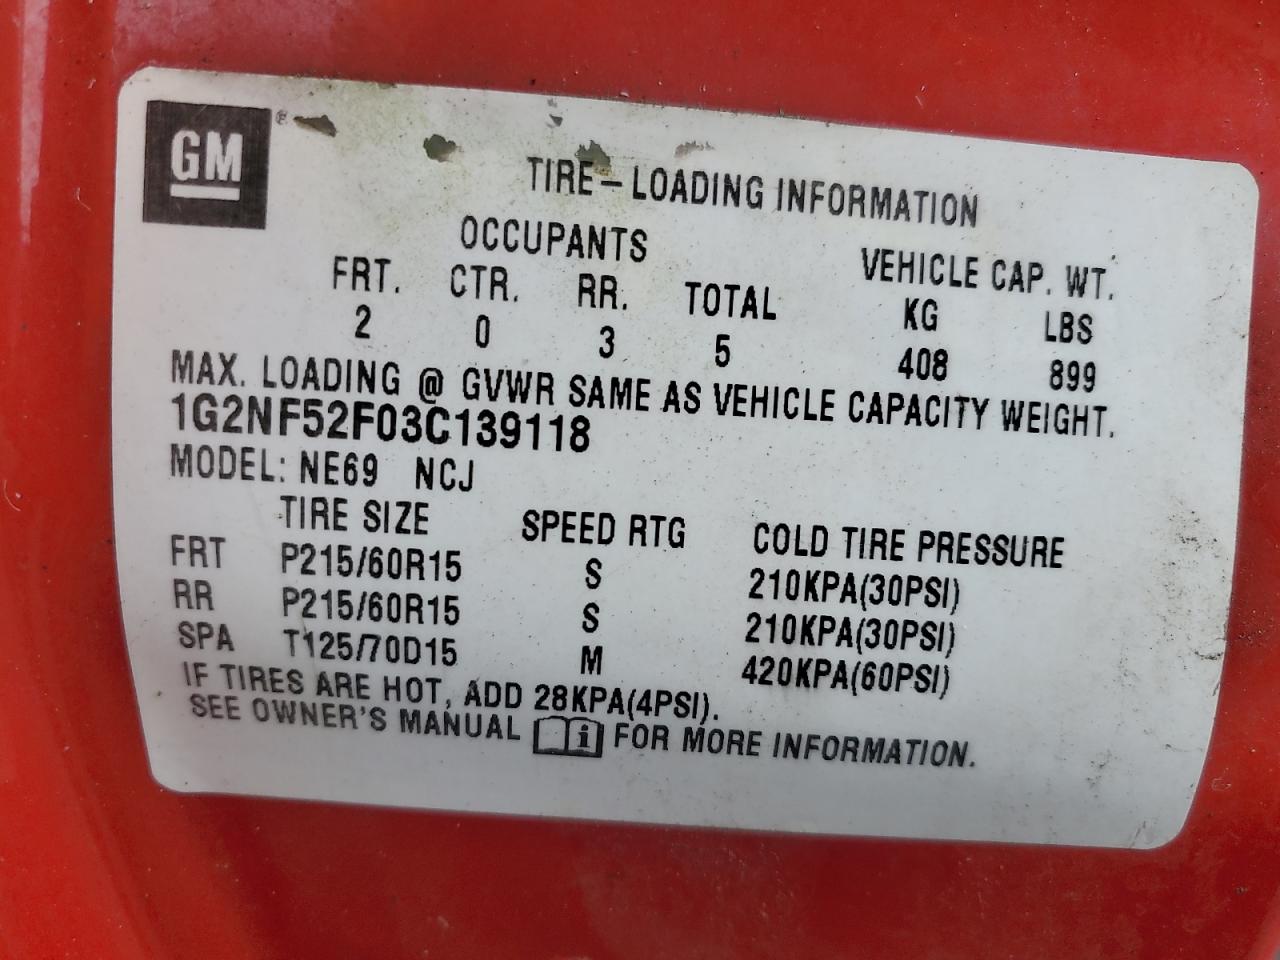 GM®
TIRE-LOADING INFORMATION
OCCUPANTS VEHICLE CAP. WT.
FRT. CTR. RR. TOTAL KG LBS
2 0 3 5 408 899
MAX. LOADING @ GVWR SAME AS VEHICLE CAPACITY WEIGHT.
1G2NF52F03C139118
MODEL: NE69 NCJ
TIRE SIZE SPEED RTG COLD TIRE PRESSURE
FRT P215/60R15 S 210KPA(30PSI)
RR P215/60R15 S 210KPA(30PSI)
SPA T125/70D15 M 420KPA(60PSI)
IF TIRES ARE HOT, ADD 28KPA(4PSI).
SEE OWNER'S MANUAL i FOR MORE INFORMATION.